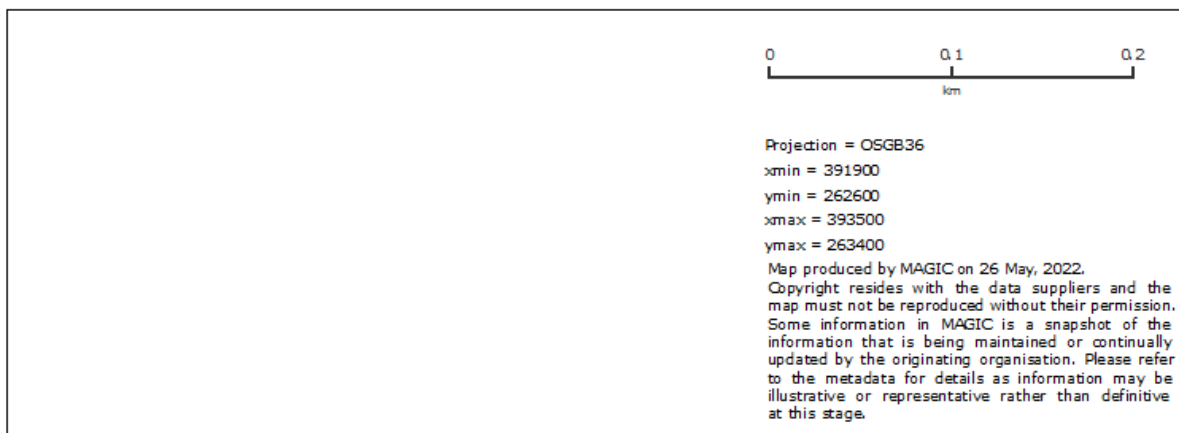 0 0.1 0.2
km
Projection = OSGB36
xmin = 391900
ymin = 262600
xmax = 393500
ymax = 263400
Map produced by MAGIC on 26 May, 2022.
Copyright resides with the data suppliers and the
map must not be reproduced without their permission.
Some information in MAGIC is a snapshot of the
information that is being maintained or continually
updated by the originating organisation. Please refer
to the metadata for details as information may be
illustrative or representative rather than definitive
at this stage.